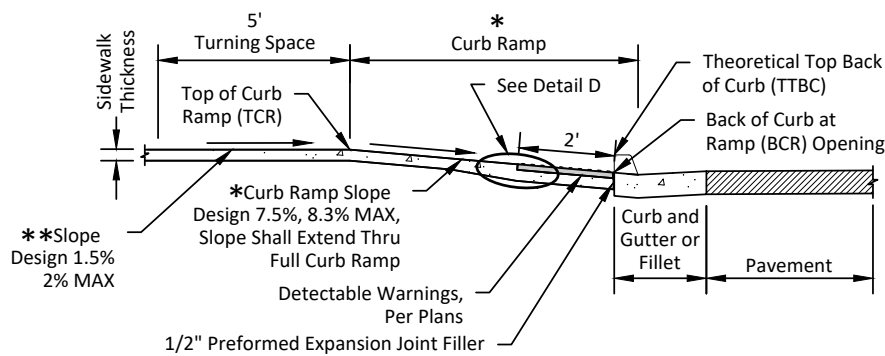 5'
Turning Space
*
Curb Ramp
Sidewalk
Thickness
Top of Curb
Ramp (TCR)
See Detail D
2'
Theoretical Top Back
of Curb (TTBC)
Back of Curb at
Ramp (BCR) Opening
**Slope
Design 1.5%
2% MAX
*Curb Ramp Slope
Design 7.5%, 8.3% MAX,
Slope Shall Extend Thru
Full Curb Ramp
Detectable Warnings,
Per Plans
1/2" Preformed Expansion Joint Filler
Curb and
Gutter or
Fillet
Pavement